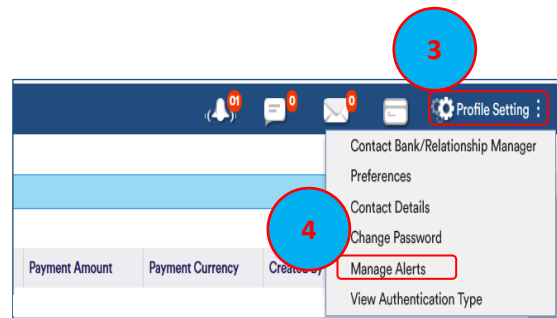 3
01
0
0
Profile Setting
Contact Bank/Relationship Manager
Preferences
Contact Details
4
Change Password
Payment Amount Payment Currency Created by
Manage Alerts
View Authentication Type